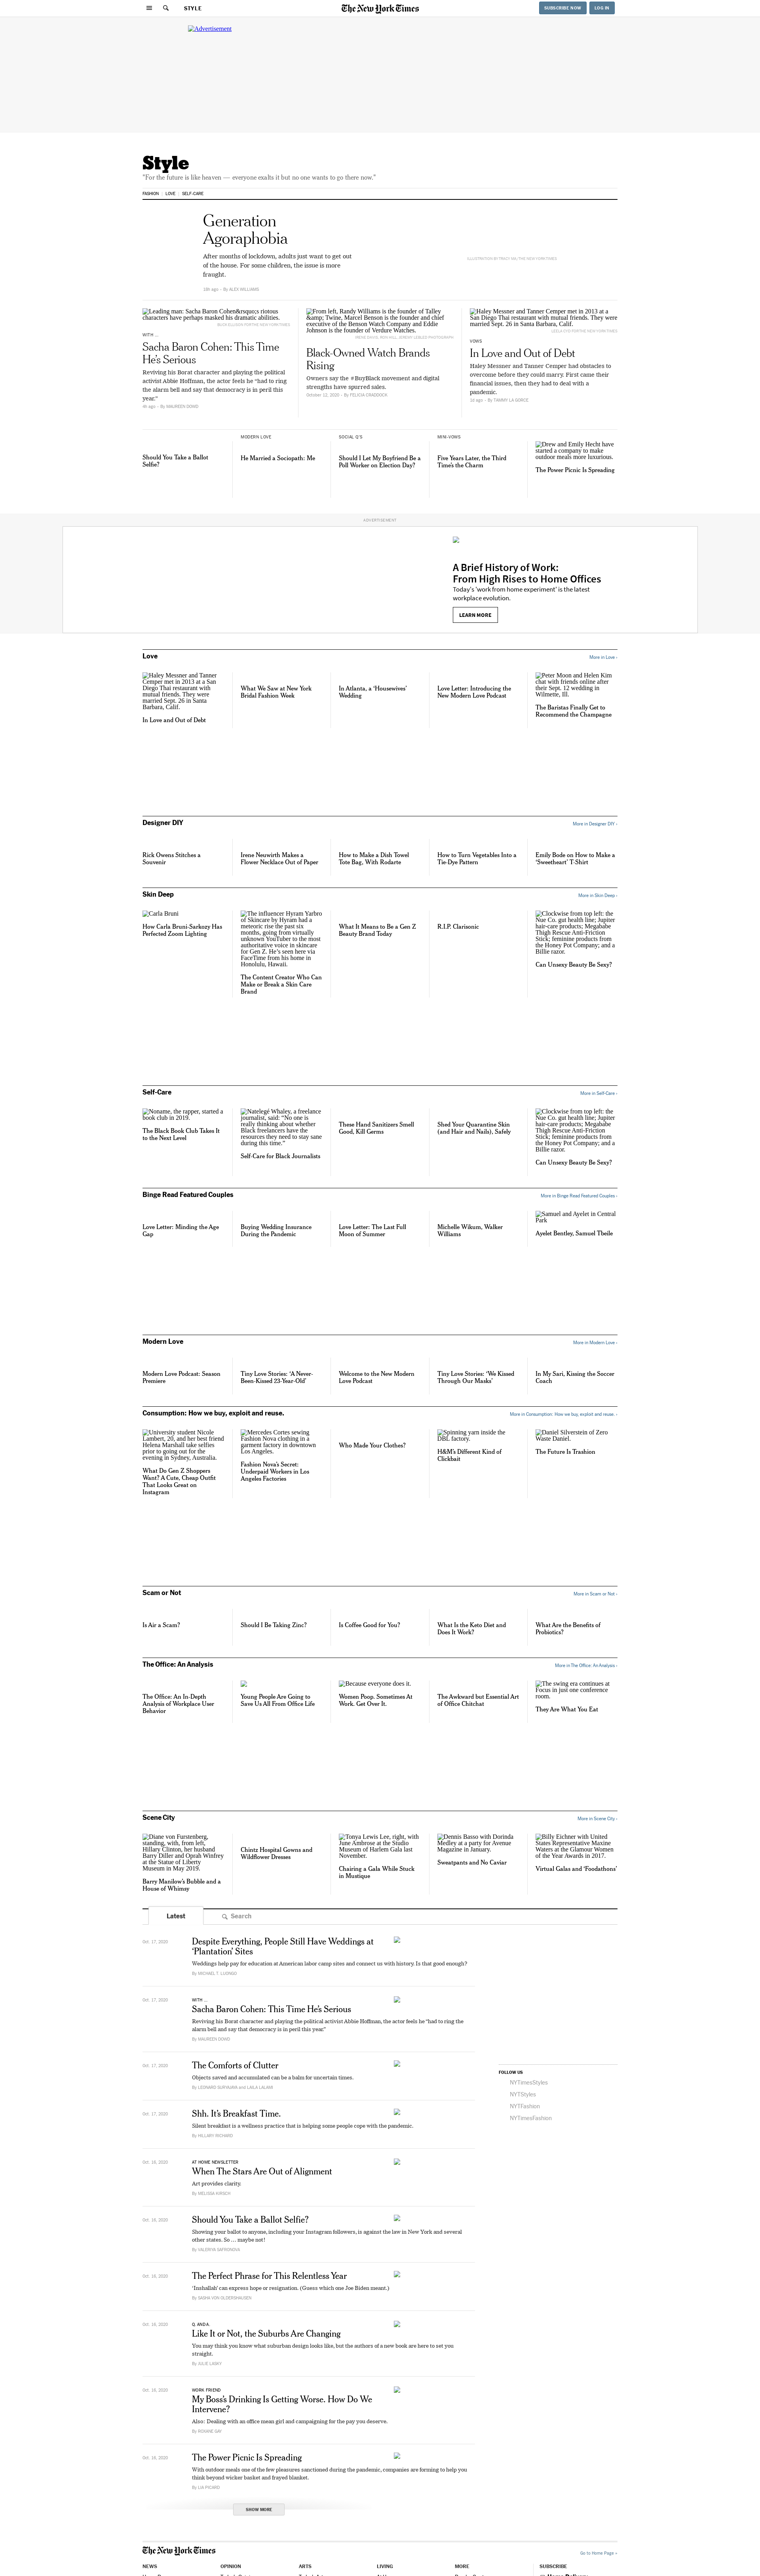 STYLE
The New York Times
SUBSCRIBE NOW
LOG IN
Advertisement
Style
"For the future is like heaven — everyone exalts it but no one wants to go there now."
FASHION
LOVE
SELF-CARE
Generation
Agoraphobia
After months of lockdown, adults just want to get out
of the house. For some children, the issue is more
fraught.
By ALEX WILLIAMS
Leading man: Sacha Baron Cohen&rsquo;s riotous
characters have perhaps masked his dramatic abilities.
WITH …
Sacha Baron Cohen: This Time
He's Serious
Reviving his Borat character and playing the political
activist Abbie Hoffman, the actor feels he "had to ring
the alarm bell and say that democracy is in peril this
year."
By MAUREEN DOWD
From left, Randy Williams is the founder of Talley
&amp; Twine, Marcel Benson is the founder and chief
executive of the Benson Watch Company and Eddie
Johnson is the founder of Verdure Watches.
Black-Owned Watch Brands
Rising
Owners say the #BuyBlack movement and digital
strategies have spurred sales.
October 12, 2020 - By FELICIA CRADDOCK
Haley Messner and Tanner Cemper met in 2013 at a
San Diego Thai restaurant with mutual friends. They were
married Sept. 26 in Santa Barbara, Calif.
VOWS
In Love and Out of Debt
Haley Messner and Tanner Cemper had obstacles to
overcome before they could marry. First came their
financial issues, then they had to deal with a
pandemic.
By TAMMY LA GORCE
Should You Take a Ballot
Selfie?
MODERN LOVE
He Married a Sociopath: Me
SOCIAL Q'S
Should I Let My Boyfriend Be a
Poll Worker on Election Day?
MINI-VOWS
Five Years Later, the Third
Time's the Charm
Drew and Emily Hecht have
started a company to make
outdoor meals more luxurious.
The Power Picnic Is Spreading
ADVERTISEMENT
A Brief History of Work:
From High Rises to Home Offices
Today's 'work from home experiment' is the latest
workplace evolution.
LEARN MORE
Love
More in Love ›
Haley Messner and Tanner
Cemper met in 2013 at a San
Diego Thai restaurant with
mutual friends. They were
married Sept. 26 in Santa
Barbara, Calif.
In Love and Out of Debt
What We Saw at New York
Bridal Fashion Week
In Atlanta, a 'Housewives'
Wedding
Love Letter: Introducing the
New Modern Love Podcast
Peter Moon and Helen Kim
chat with friends online after
their Sept. 12 wedding in
Wilmette, Ill.
The Baristas Finally Get to
Recommend the Champagne
Designer DIY
More in Designer DIY ›
Rick Owens Stitches a
Souvenir
Irene Neuwirth Makes a
Flower Necklace Out of Paper
How to Make a Dish Towel
Tote Bag, With Rodarte
How to Turn Vegetables Into a
Tie-Dye Pattern
Emily Bode on How to Make a
'Sweetheart' T-Shirt
Skin Deep
More in Skin Deep ›
Carla Bruni
How Carla Bruni-Sarkozy Has
Perfected Zoom Lighting
The influencer Hyram Yarbro
of Skincare by Hyram had a
meteoric rise the past six
months, going from virtually
unknown YouTuber to the most
authoritative voice in skincare
for Gen Z. He's seen here via
FaceTime from his home in
Honolulu, Hawaii.
The Content Creator Who Can
Make or Break a Skin Care
Brand
What It Means to Be a Gen Z
Beauty Brand Today
R.I.P. Clarisonic
Clockwise from top left: the
Nue Co. gut health line; Jupiter
hair-care products; Megababe
Thigh Rescue Anti-Friction
Stick; feminine products from
the Honey Pot Company; and a
Billie razor.
Can Unsexy Beauty Be Sexy?
Self-Care
More in Self-Care ›
Noname, the rapper, started a
book club in 2019.
The Black Book Club Takes It
to the Next Level
Natelegé Whaley, a freelance
journalist, said: "No one is
really thinking about whether
Black freelancers have the
resources they need to stay sane
during this time."
Self-Care for Black Journalists
These Hand Sanitizers Smell
Good, Kill Germs
Shed Your Quarantine Skin
(and Hair and Nails), Safely
Clockwise from top left: the
Nue Co. gut health line; Jupiter
hair-care products; Megababe
Thigh Rescue Anti-Friction
Stick; feminine products from
the Honey Pot Company; and a
Billie razor.
Can Unsexy Beauty Be Sexy?
Binge Read Featured Couples
More in Binge Read Featured Couples ›
Love Letter: Minding the Age
Gap
Buying Wedding Insurance
During the Pandemic
Love Letter: The Last Full
Moon of Summer
Michelle Wikum, Walker
Williams
Samuel and Ayelet in Central
Park
Ayelet Bentley, Samuel Theile
Modern Love
More in Modern Love ›
Modern Love Podcast: Season
Premiere
Tiny Love Stories: 'A Never-
Been-Kissed 23-Year-Old'
Welcome to the New Modern
Love Podcast
Tiny Love Stories: 'We Kissed
Through Our Masks'
In My Sari, Kissing the Soccer
Coach
Consumption: How we buy, exploit and reuse.
More in Consumption: How we buy, exploit and reuse. ›
University student Nicole
Lambert, 20, and her best friend
Helena Marshall take selfies
prior to going out for the
evening in Sydney, Australia.
What Do Gen Z Shoppers
Want? A Cute, Cheap Outfit
That Looks Great on
Instagram
Mercedes Cortes sewing
Fashion Nova clothing in a
garment factory in downtown
Los Angeles.
Fashion Nova's Secret:
Underpaid Workers in Los
Angeles Factories
Who Made Your Clothes?
Spinning yarn inside the
DBL factory.
H&M's Different Kind of
Clickbait
Daniel Silverstein of Zero
Waste Daniel.
The Future Is Trashion
Scam or Not
More in Scam or Not ›
Is Air a Scam?
Should I Be Taking Zinc?
Is Coffee Good for You?
What Is the Keto Diet and
Does It Work?
What Are the Benefits of
Probiotics?
The Office: An Analysis
More in The Office: An Analysis ›
The Office: An In-Depth
Analysis of Workplace User
Behavior
Young People Are Going to
Save Us All From Office Life
Because everyone does it.
Women Poop. Sometimes At
Work. Get Over It.
The Awkward but Essential Art
of Office Chitchat
The swing era continues at
Focus in just one conference
room.
They Are What You Eat
Scene City
More in Scene City ›
Diane von Furstenberg,
standing, with, from left,
Hillary Clinton, her husband
Barry Diller and Oprah Winfrey
at the Statue of Liberty
Museum in May 2019.
Barry Manilow's Bubble and a
House of Whimsy
Chintz Hospital Gowns and
Wildflower Dresses
Tonya Lewis Lee, right, with
June Ambrose at the Studio
Museum of Harlem Gala last
November.
Chairing a Gala While Stuck
in Mustique
Dennis Basso with Dorinda
Medley at a party for Avenue
Magazine in January.
Sweatpants and No Caviar
Billy Eichner with United
States Representative Maxine
Waters at the Glamour Women
of the Year Awards in 2017.
Virtual Galas and 'Foodathons'
Latest
Search
Oct. 17, 2020
Despite Everything, People Still Have Weddings at
'Plantation' Sites
Weddings help pay for education at American labor camp sites and connect us with history. Is that good enough?
By MICHAEL T. LUONGO
Oct. 17, 2020
WITH …
Sacha Baron Cohen: This Time He's Serious
Reviving his Borat character and playing the political activist Abbie Hoffman, the actor feels he "had to ring the
alarm bell and say that democracy is in peril this year."
By MAUREEN DOWD
Oct. 17, 2020
The Comforts of Clutter
Objects saved and accumulated can be a balm for uncertain times.
By LEONARD SURYAJAYA and LAILA LALAMI
Oct. 17, 2020
Shh. It's Breakfast Time.
Silent breakfast is a wellness practice that is helping some people cope with the pandemic.
By HILLARY RICHARD
Oct. 16, 2020
AT HOME NEWSLETTER
When The Stars Are Out of Alignment
Art provides clarity.
By MELISSA KIRSCH
Oct. 16, 2020
Should You Take a Ballot Selfie?
Showing your ballot to anyone, including your Instagram followers, is against the law in New York and several
other states. So … maybe not!
By VALERIYA SAFRONOVA
Oct. 16, 2020
The Perfect Phrase for This Relentless Year
'Inshallah' can express hope or resignation. (Guess which one Joe Biden meant.)
By SASHA VON OLDERSHAUSEN
Oct. 16, 2020
Q. AND A.
Like It or Not, the Suburbs Are Changing
You may think you know what suburban design looks like, but the authors of a new book are here to set you
straight.
By JULIE LASKY
Oct. 16, 2020
WORK FRIEND
My Boss's Drinking Is Getting Worse. How Do We
Intervene?
Also: Dealing with an office mean girl and campaigning for the pay you deserve.
By ROXANE GAY
Oct. 16, 2020
The Power Picnic Is Spreading
With outdoor meals one of the few pleasures sanctioned during the pandemic, companies are forming to help you
think beyond wicker basket and frayed blanket.
By LIA PICARD
SHOW MORE
FOLLOW US
NYTimesStyles
NYTStyles
NYTFashion
NYTimesFashion
The New York Times
Go to Home Page »
NEWS
OPINION
ARTS
LIVING
MORE
SUBSCRIBE